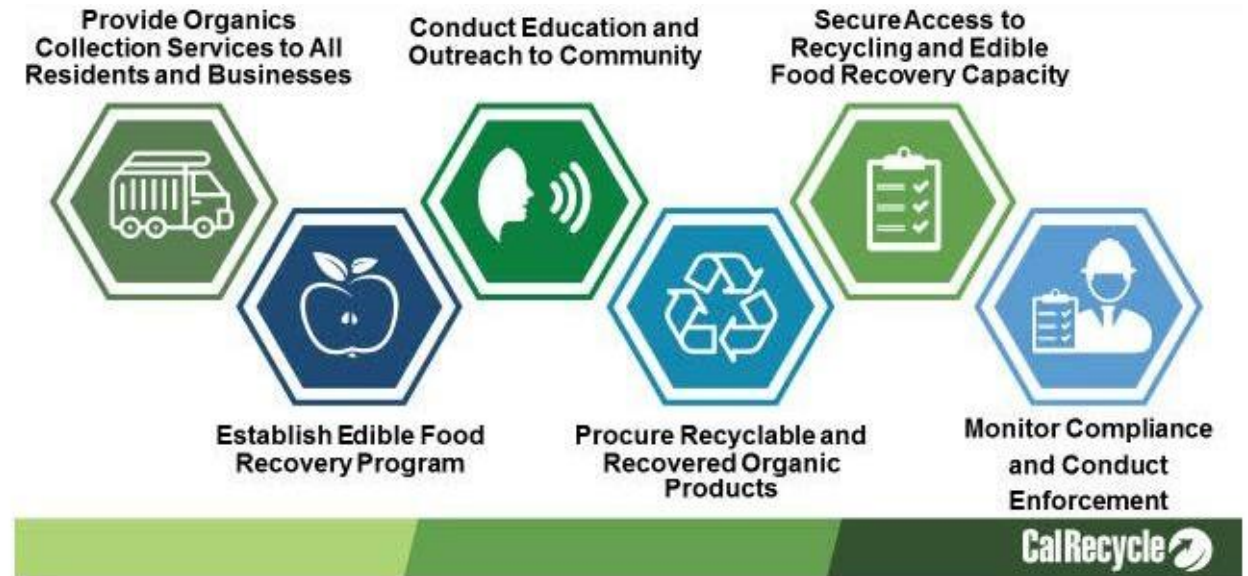 Provide Organics
Collection Services to All
Residents and Businesses
Conduct Education and
Outreach to Community
Secure Access to
Recycling and Edible
Food Recovery Capacity
Establish Edible Food
Recovery Program
Procure Recyclable and
Recovered Organic
Products
Monitor Compliance
and Conduct
Enforcement
CalRecycle